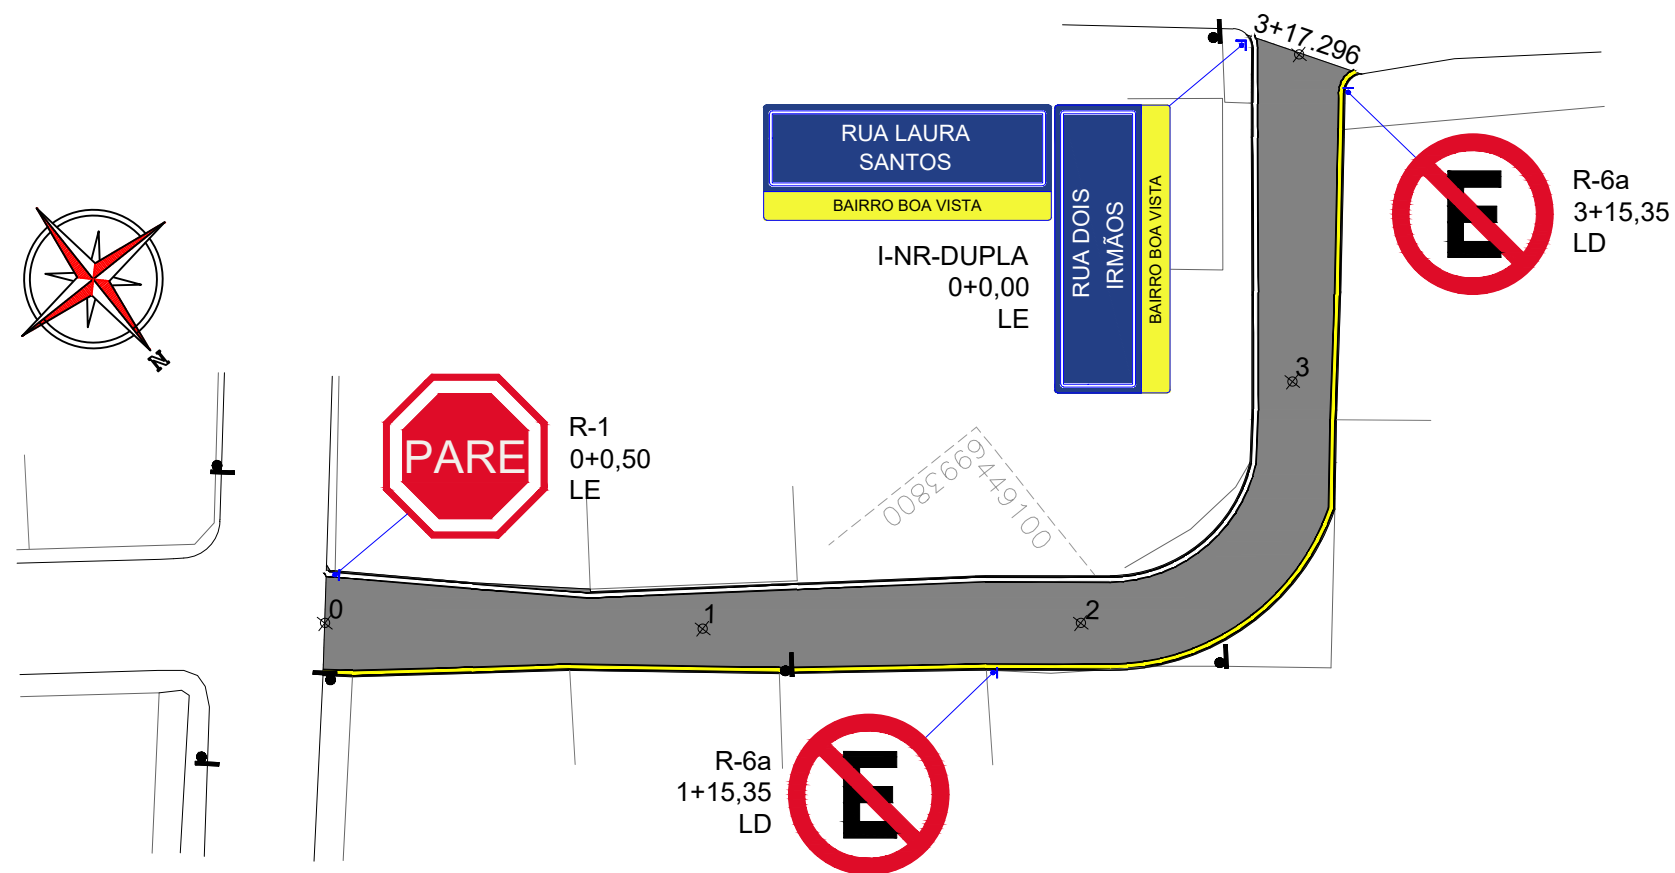 3+17.296
RUA LAURA
SANTOS
BAIRRO BOA VISTA
RUA DOIS
IRMÃOS
BAIRRO BOA VISTA
I-NR-DUPLA
0+0,00
LE
E
R-6a
3+15,35
LD
N
3
PARE
R-1
0+0,50
LE
6993800
6449100
0
1
2
R-6a
1+15,35
LD
E